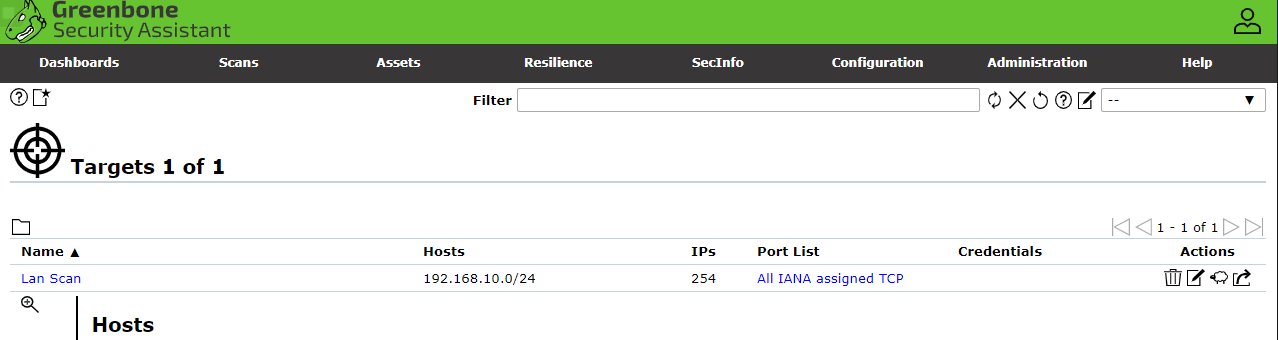 Greenbone
Security Assistant
Dashboards Scans Assets Resilience SecInfo Configuration Administration Help
Filter --
Targets 1 of 1
1 - 1 of 1
Name ▲ Hosts IPs Port List Credentials Actions
Lan Scan 192.168.10.0/24 254 All IANA assigned TCP
Hosts